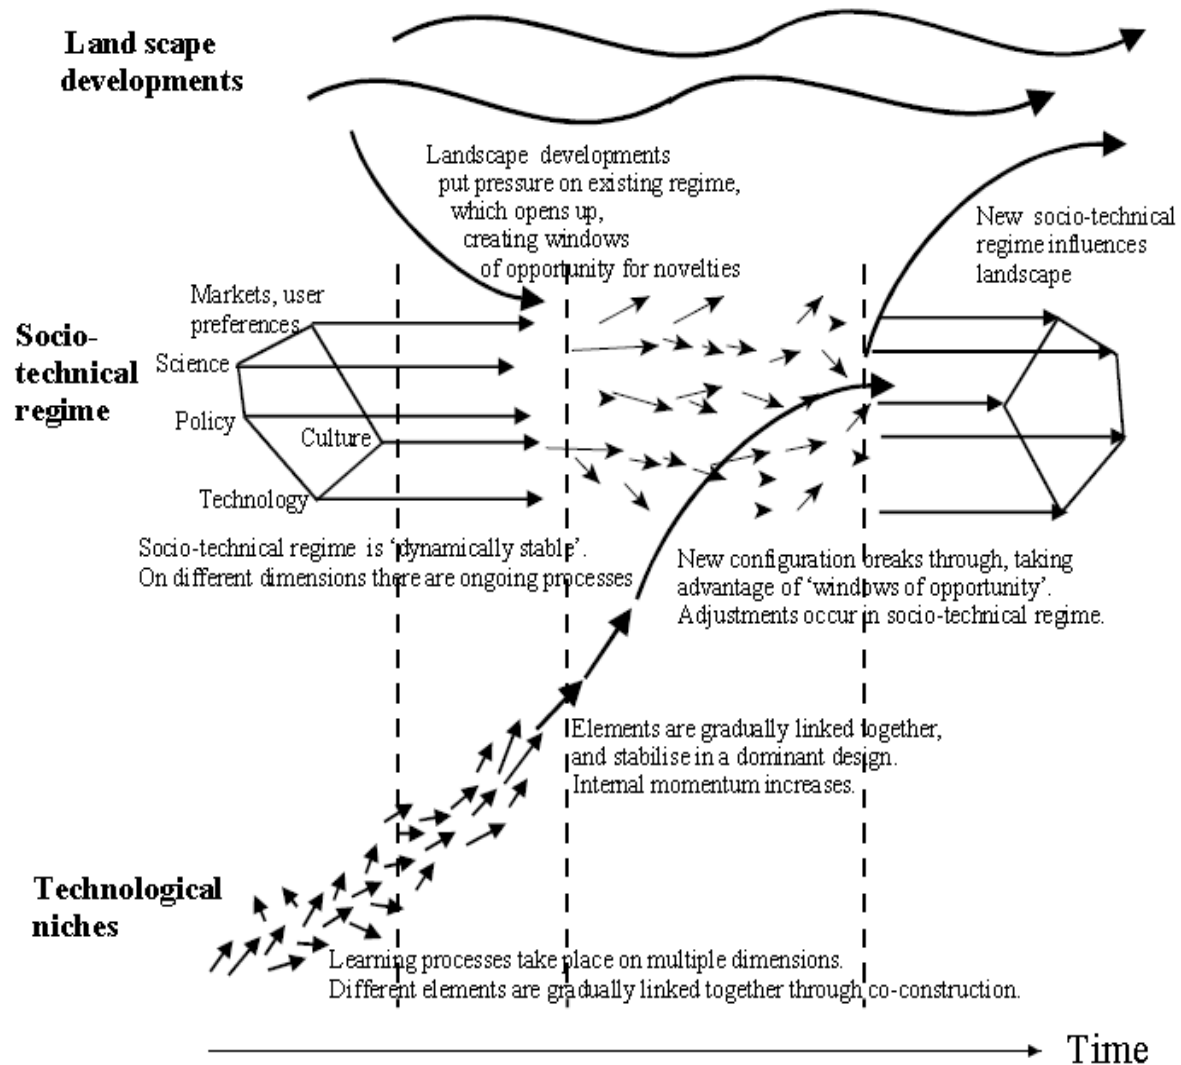 Land scape
developments
Landscape developments
put pressure on existing regime,
which opens up,
creating windows
of opportunity for novelties
New socio-technical
regime influences
landscape
Markets, user
preferences
Socio-
technical
regime
Science
Policy
Culture
Technology
Socio-technical regime is ‘dynamically stable’.
On different dimensions there are ongoing processes
New configuration breaks through, taking
advantage of ‘windows of opportunity’.
Adjustments occur in socio-technical regime.
Elements are gradually linked together,
and stabilise in a dominant design.
Internal momentum increases.
Technological
niches
Learning processes take place on multiple dimensions.
Different elements are gradually linked together through co-construction.
Time